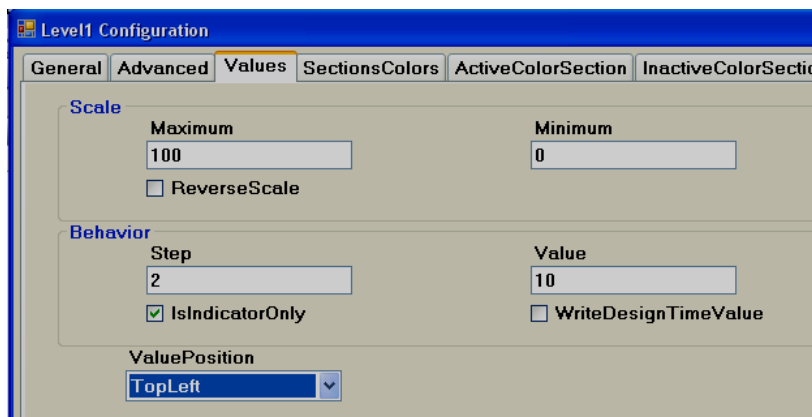 Level1 Configuration
General Advanced Values SectionsColors ActiveColorSection
Scale
Maximum Minimum
100 0
ReverseScale
Behavior
Step Value
2 10
IsIndicatorOnly WriteDesignTimeValue
ValuePosition
TopLeft